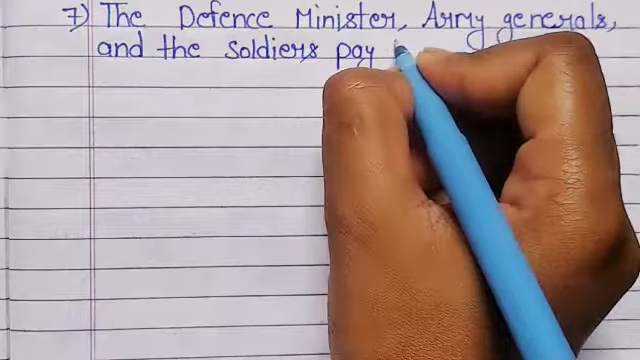 7) The Defence Minister, Army generals,
and the soldiers pay